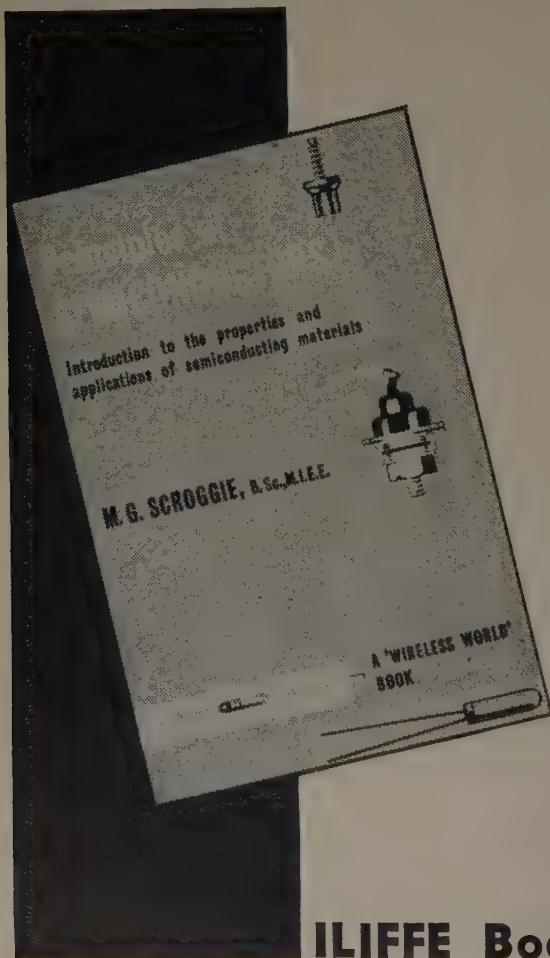 Introduction to the properties and
applications of semiconducting materials
M. G. SCROGGIE, B.Sc., M.I.E.E.
A "WIRELESS WORLD"
BOOK
ILIFFE Boo